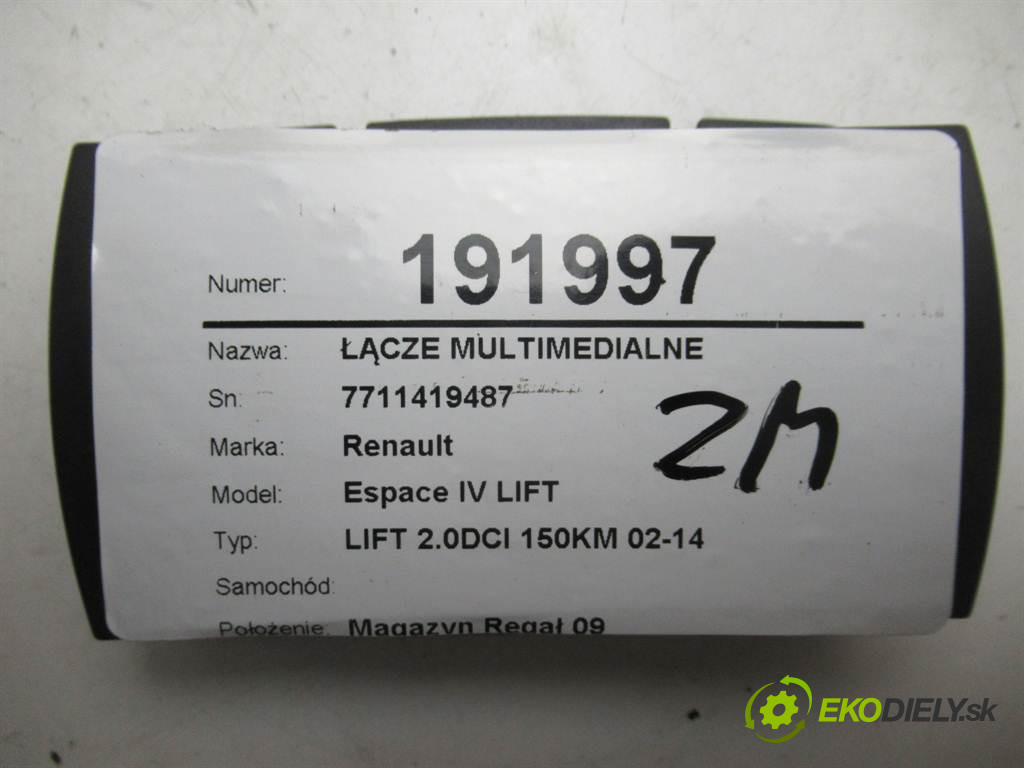 Numer: 191997
Nazwa: ŁĄCZE MULTIMEDIALNE
Sn: 7711419487
Marka: Renault
Model: Espace IV LIFT
Typ: LIFT 2.0DCI 150KM 02-14
Samochód:
Położenie: Magazyn Regał 09
ZM
EKODIELY.sk